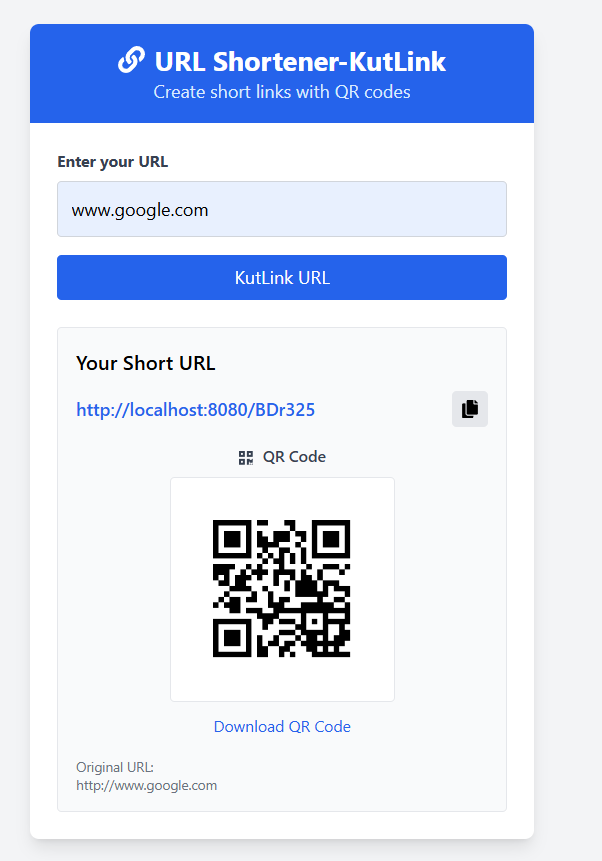 URL Shortener-KutLink
Create short links with QR codes
Enter your URL
www.google.com
KutLink URL
Your Short URL
http://localhost:8080/BDr325
QR Code
Download QR Code
Original URL:
http://www.google.com